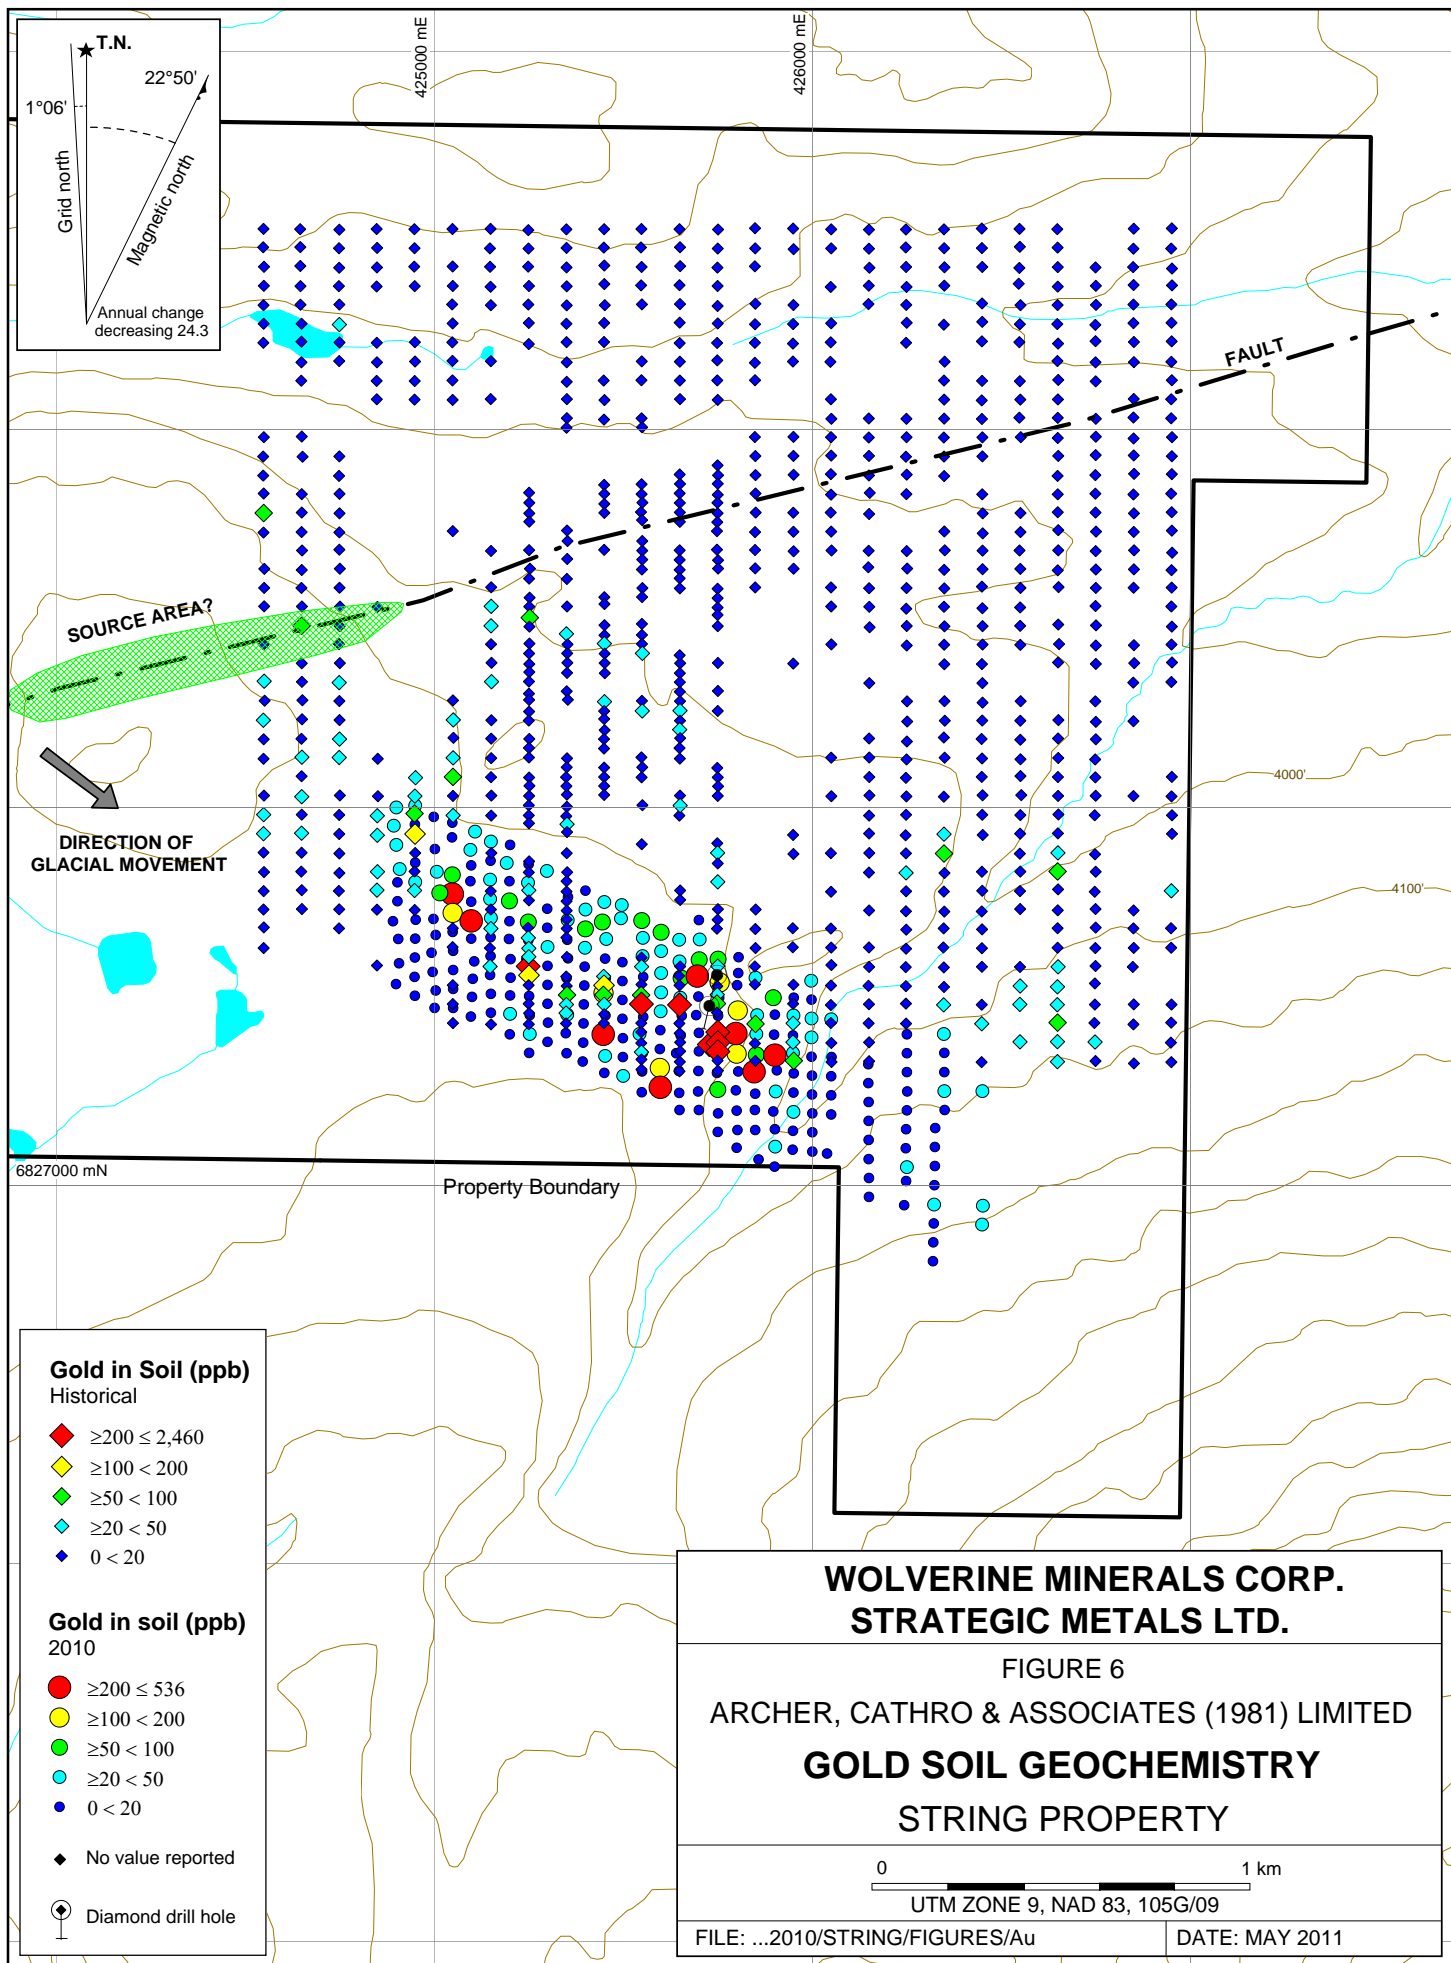 T.N.
22°50'
1°06'
Grid north
Magnetic north
Annual change
decreasing 24.3
425000 mE
426000 mE
FAULT
SOURCE AREA?
DIRECTION OF
GLACIAL MOVEMENT
4000'
4100'
6827000 mN
Property Boundary
Gold in Soil (ppb)
Historical
≥200 ≤ 2,460
≥100 < 200
≥50 < 100
≥20 < 50
0 < 20
Gold in soil (ppb)
2010
≥200 ≤ 536
≥100 < 200
≥50 < 100
≥20 < 50
0 < 20
No value reported
Diamond drill hole
WOLVERINE MINERALS CORP.
STRATEGIC METALS LTD.
FIGURE 6
ARCHER, CATHRO & ASSOCIATES (1981) LIMITED
GOLD SOIL GEOCHEMISTRY
STRING PROPERTY
0 1 km
UTM ZONE 9, NAD 83, 105G/09
FILE: ...2010/STRING/FIGURES/Au
DATE: MAY 2011